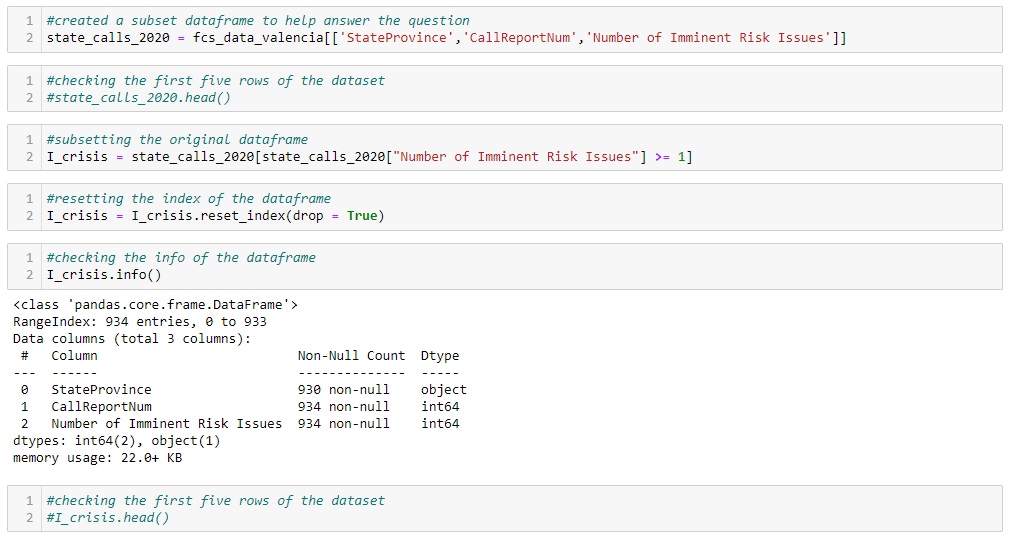 1 #created a subset dataframe to help answer the question
2 state_calls_2020 = fcs_data_valencia[['StateProvince','CallReportNum','Number of Imminent Risk Issues']]
1 #checking the first five rows of the dataset
2 #state_calls_2020.head()
1 #subsetting the original dataframe
2 I_crisis = state_calls_2020[state_calls_2020["Number of Imminent Risk Issues"] >= 1]
1 #resetting the index of the dataframe
2 I_crisis = I_crisis.reset_index(drop = True)
1 #checking the info of the dataframe
2 I_crisis.info()
<class 'pandas.core.frame.DataFrame'>
RangeIndex: 934 entries, 0 to 933
Data columns (total 3 columns):
 #   Column                          Non-Null Count  Dtype
---  ------                          --------------  -----
 0   StateProvince                   930 non-null    object
 1   CallReportNum                   934 non-null    int64
 2   Number of Imminent Risk Issues  934 non-null    int64
dtypes: int64(2), object(1)
memory usage: 22.0+ KB
1 #checking the first five rows of the dataset
2 #I_crisis.head()